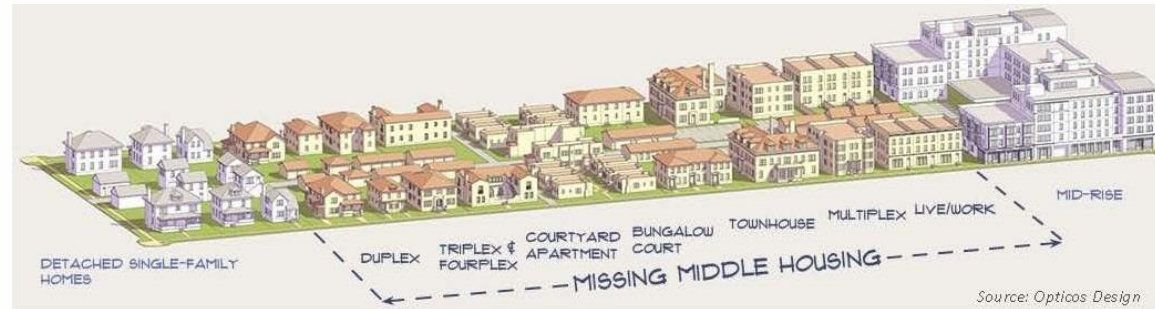 DETACHED SINGLE-FAMILY
HOMES
DUPLEX
TRIPLEX &
FOURPLEX
COURTYARD
APARTMENT
BUNGALOW
COURT
TOWNHOUSE
MULTIPLEX
LIVE/WORK
MID-RISE
MISSING MIDDLE HOUSING
Source: Opticos Design